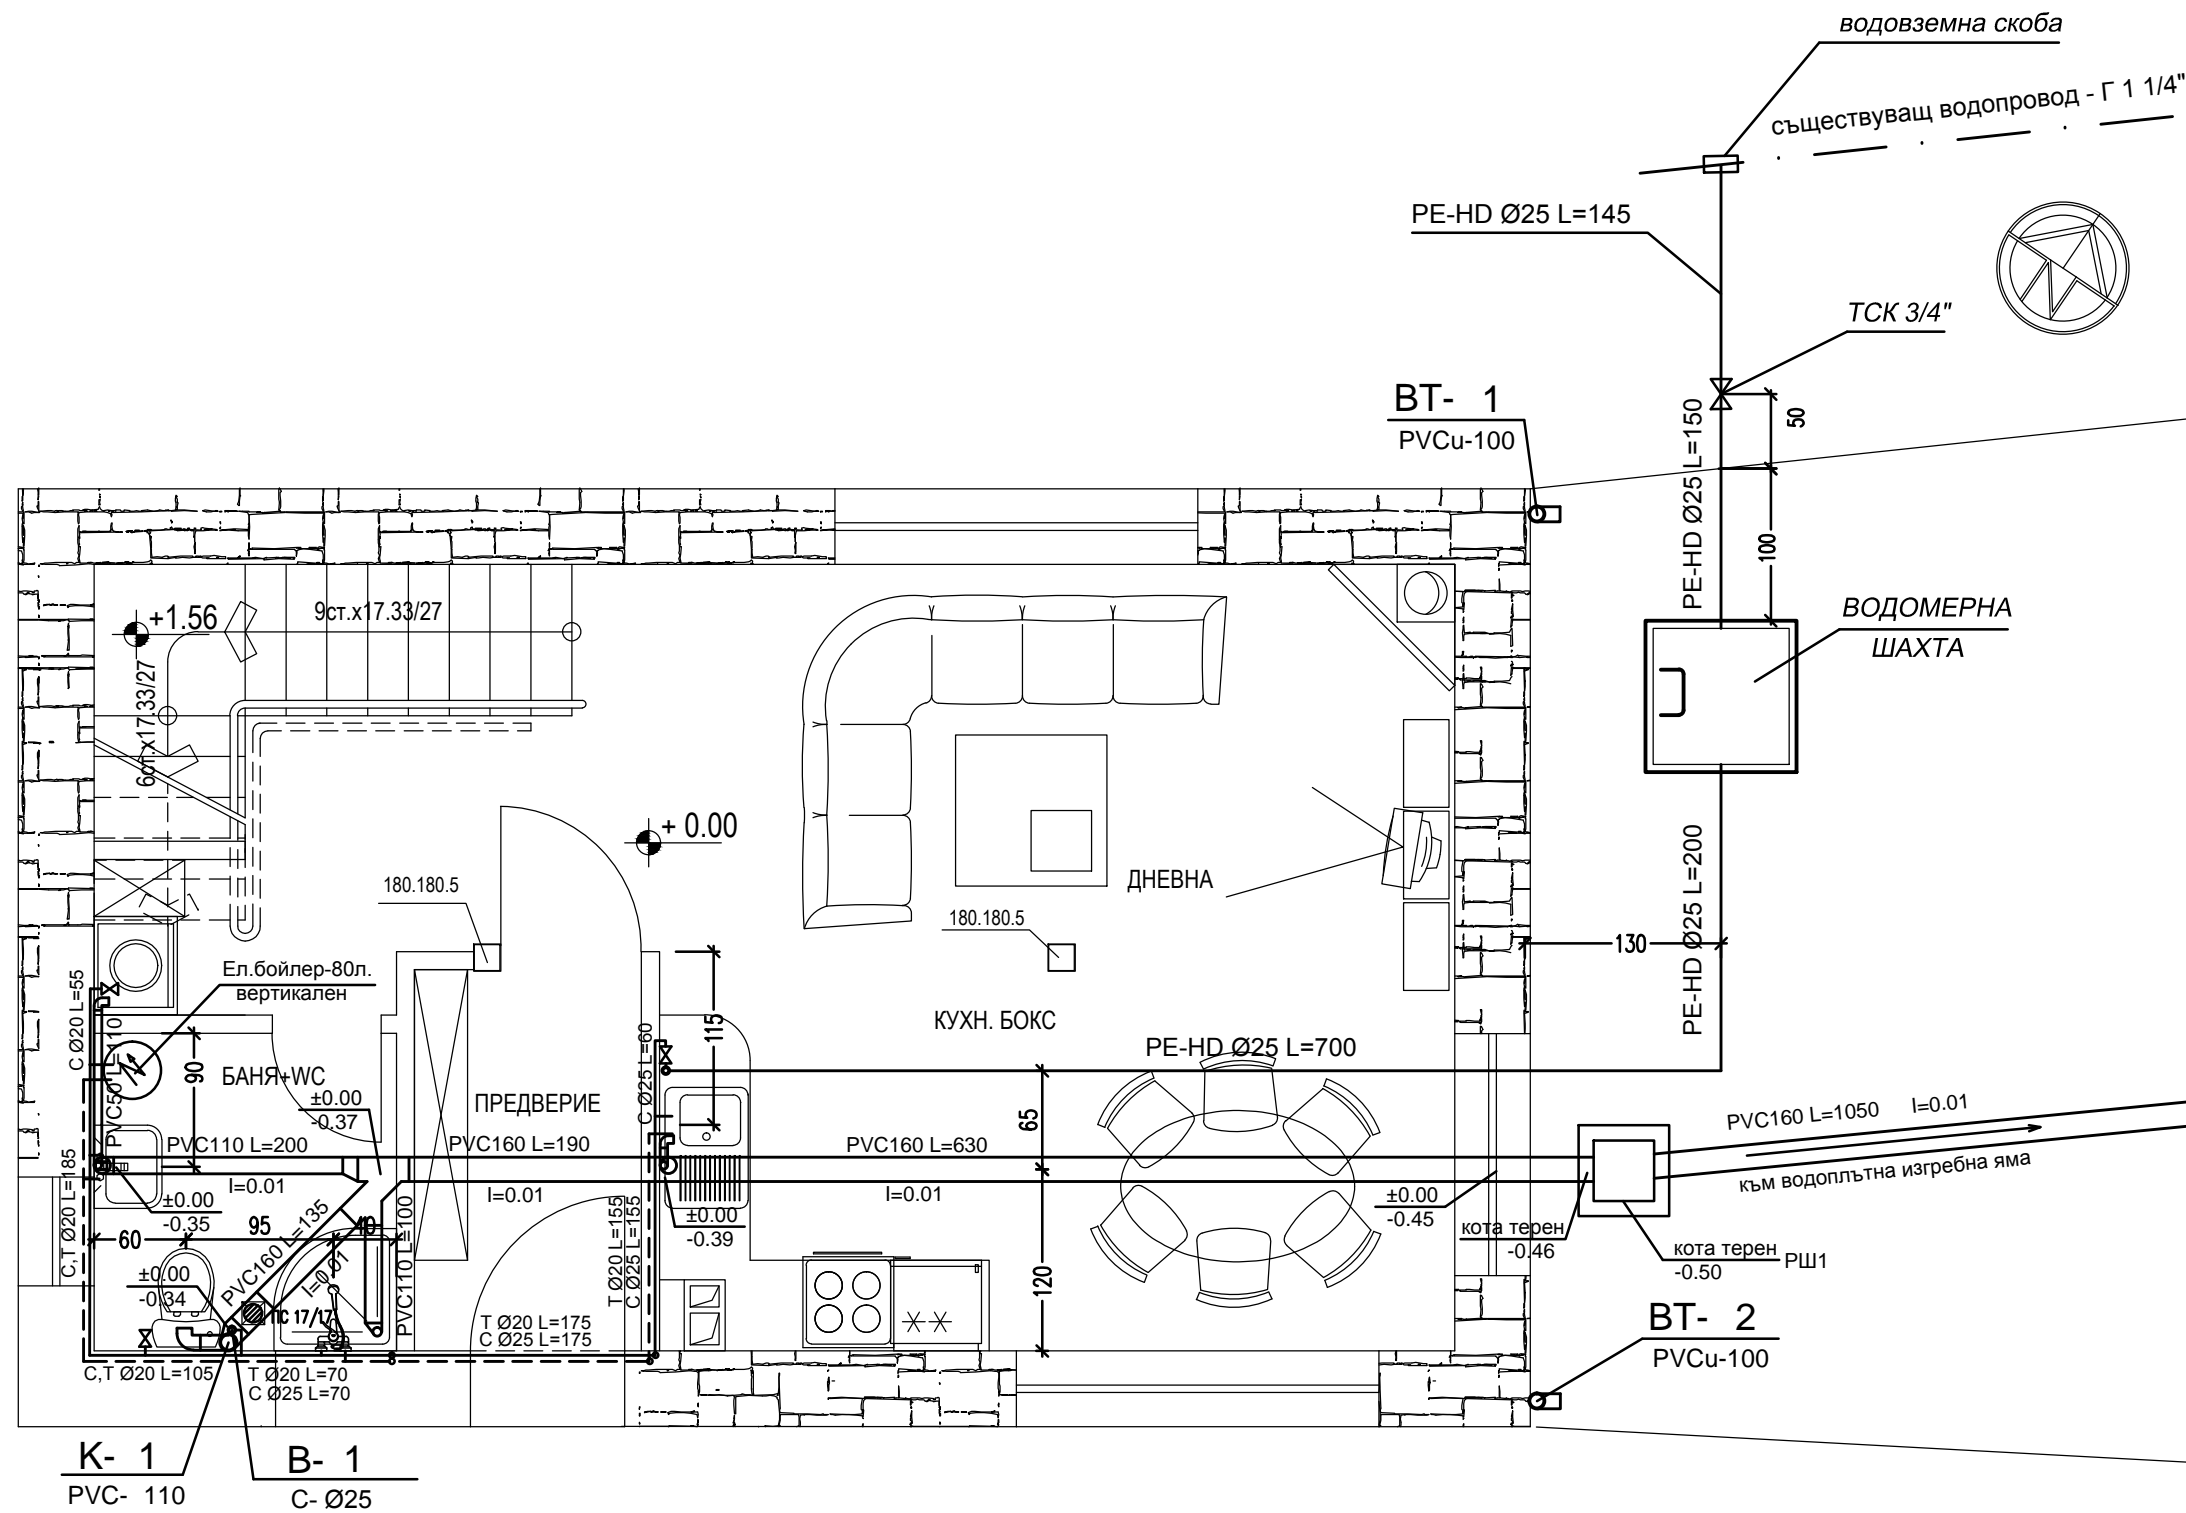 водовземна скоба
съществуващ водопровод - Г 1 1/4"
PE-HD Ø25 L=145
ТСК 3/4"
ВТ- 1
PVCu-100
PE-HD Ø25 L=150
50
100
ВОДОМЕРНА
ШАХТА
+1.56
9ст.х17.33/27
6ст.х17.33/27
+ 0.00
ДНЕВНА
180.180.5
180.180.5
PE-HD Ø25 L=200
130
Ел.бойлер-80л.
вертикален
С Ø20 L=55
PVC50 L=110
90
БАНЯ+WC
±0.00
-0.37
ПРЕДВЕРИЕ
С Ø25 L=60
115
КУХН. БОКС
PE-HD Ø25 L=700
65
PVC110 L=200
I=0.01
PVC160 L=190
I=0.01
PVC160 L=630
I=0.01
PVC160 L=1050 I=0.01
към водоплътна изгребна яма
С,Т Ø20 L=185
±0.00
-0.35
60
95
40
PVC160 L=135
I=0.01
PVC110 L=100
±0.00
-0.34
ПС 17/17
Т Ø20 L=155
С Ø25 L=155
±0.00
-0.39
±0.00
-0.45
кота терен
-0.46
кота терен
-0.50
РШ1
120
Т Ø20 L=175
С Ø25 L=175
С,Т Ø20 L=105
Т Ø20 L=70
С Ø25 L=70
ВТ- 2
PVCu-100
К- 1
PVC- 110
В- 1
С- Ø25